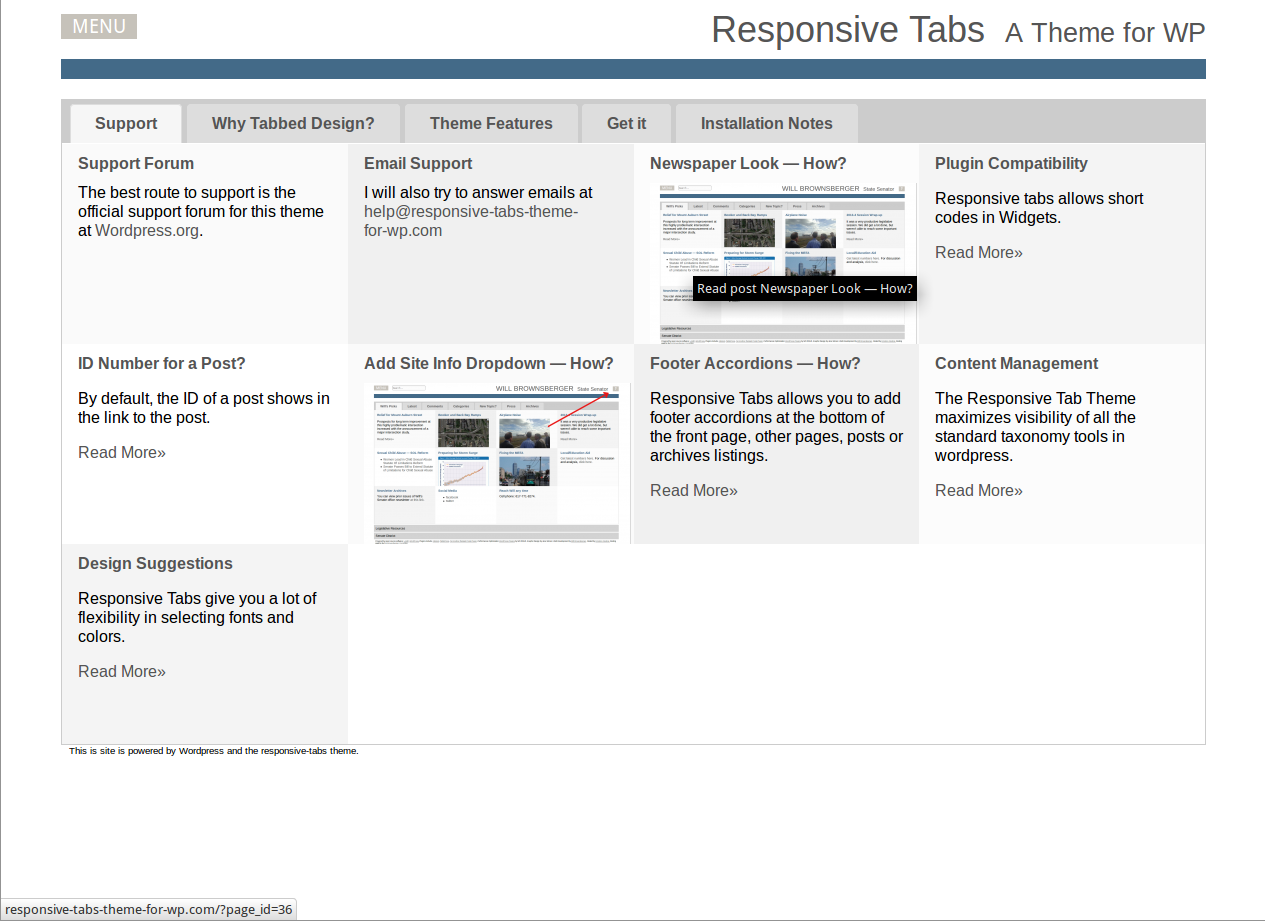 MENU
Responsive Tabs A Theme for WP
Support
Why Tabbed Design?
Theme Features
Get it
Installation Notes
Support Forum
The best route to support is the
official support forum for this theme
at Wordpress.org.
Email Support
I will also try to answer emails at
help@responsive-tabs-theme-
for-wp.com
Newspaper Look — How?
WILL BROWNSBERGER State Senator
Read post Newspaper Look — How?
Plugin Compatibility
Responsive tabs allows short
codes in Widgets.
Read More»
ID Number for a Post?
By default, the ID of a post shows in
the link to the post.
Read More»
Add Site Info Dropdown — How?
WILL BROWNSBERGER State Senator
Footer Accordions — How?
Responsive Tabs allows you to add
footer accordions at the bottom of
the front page, other pages, posts or
archives listings.
Read More»
Content Management
The Responsive Tab Theme
maximizes visibility of all the
standard taxonomy tools in
wordpress.
Read More»
Design Suggestions
Responsive Tabs give you a lot of
flexibility in selecting fonts and
colors.
Read More»
This is site is powered by Wordpress and the responsive-tabs theme.
responsive-tabs-theme-for-wp.com/?page_id=36